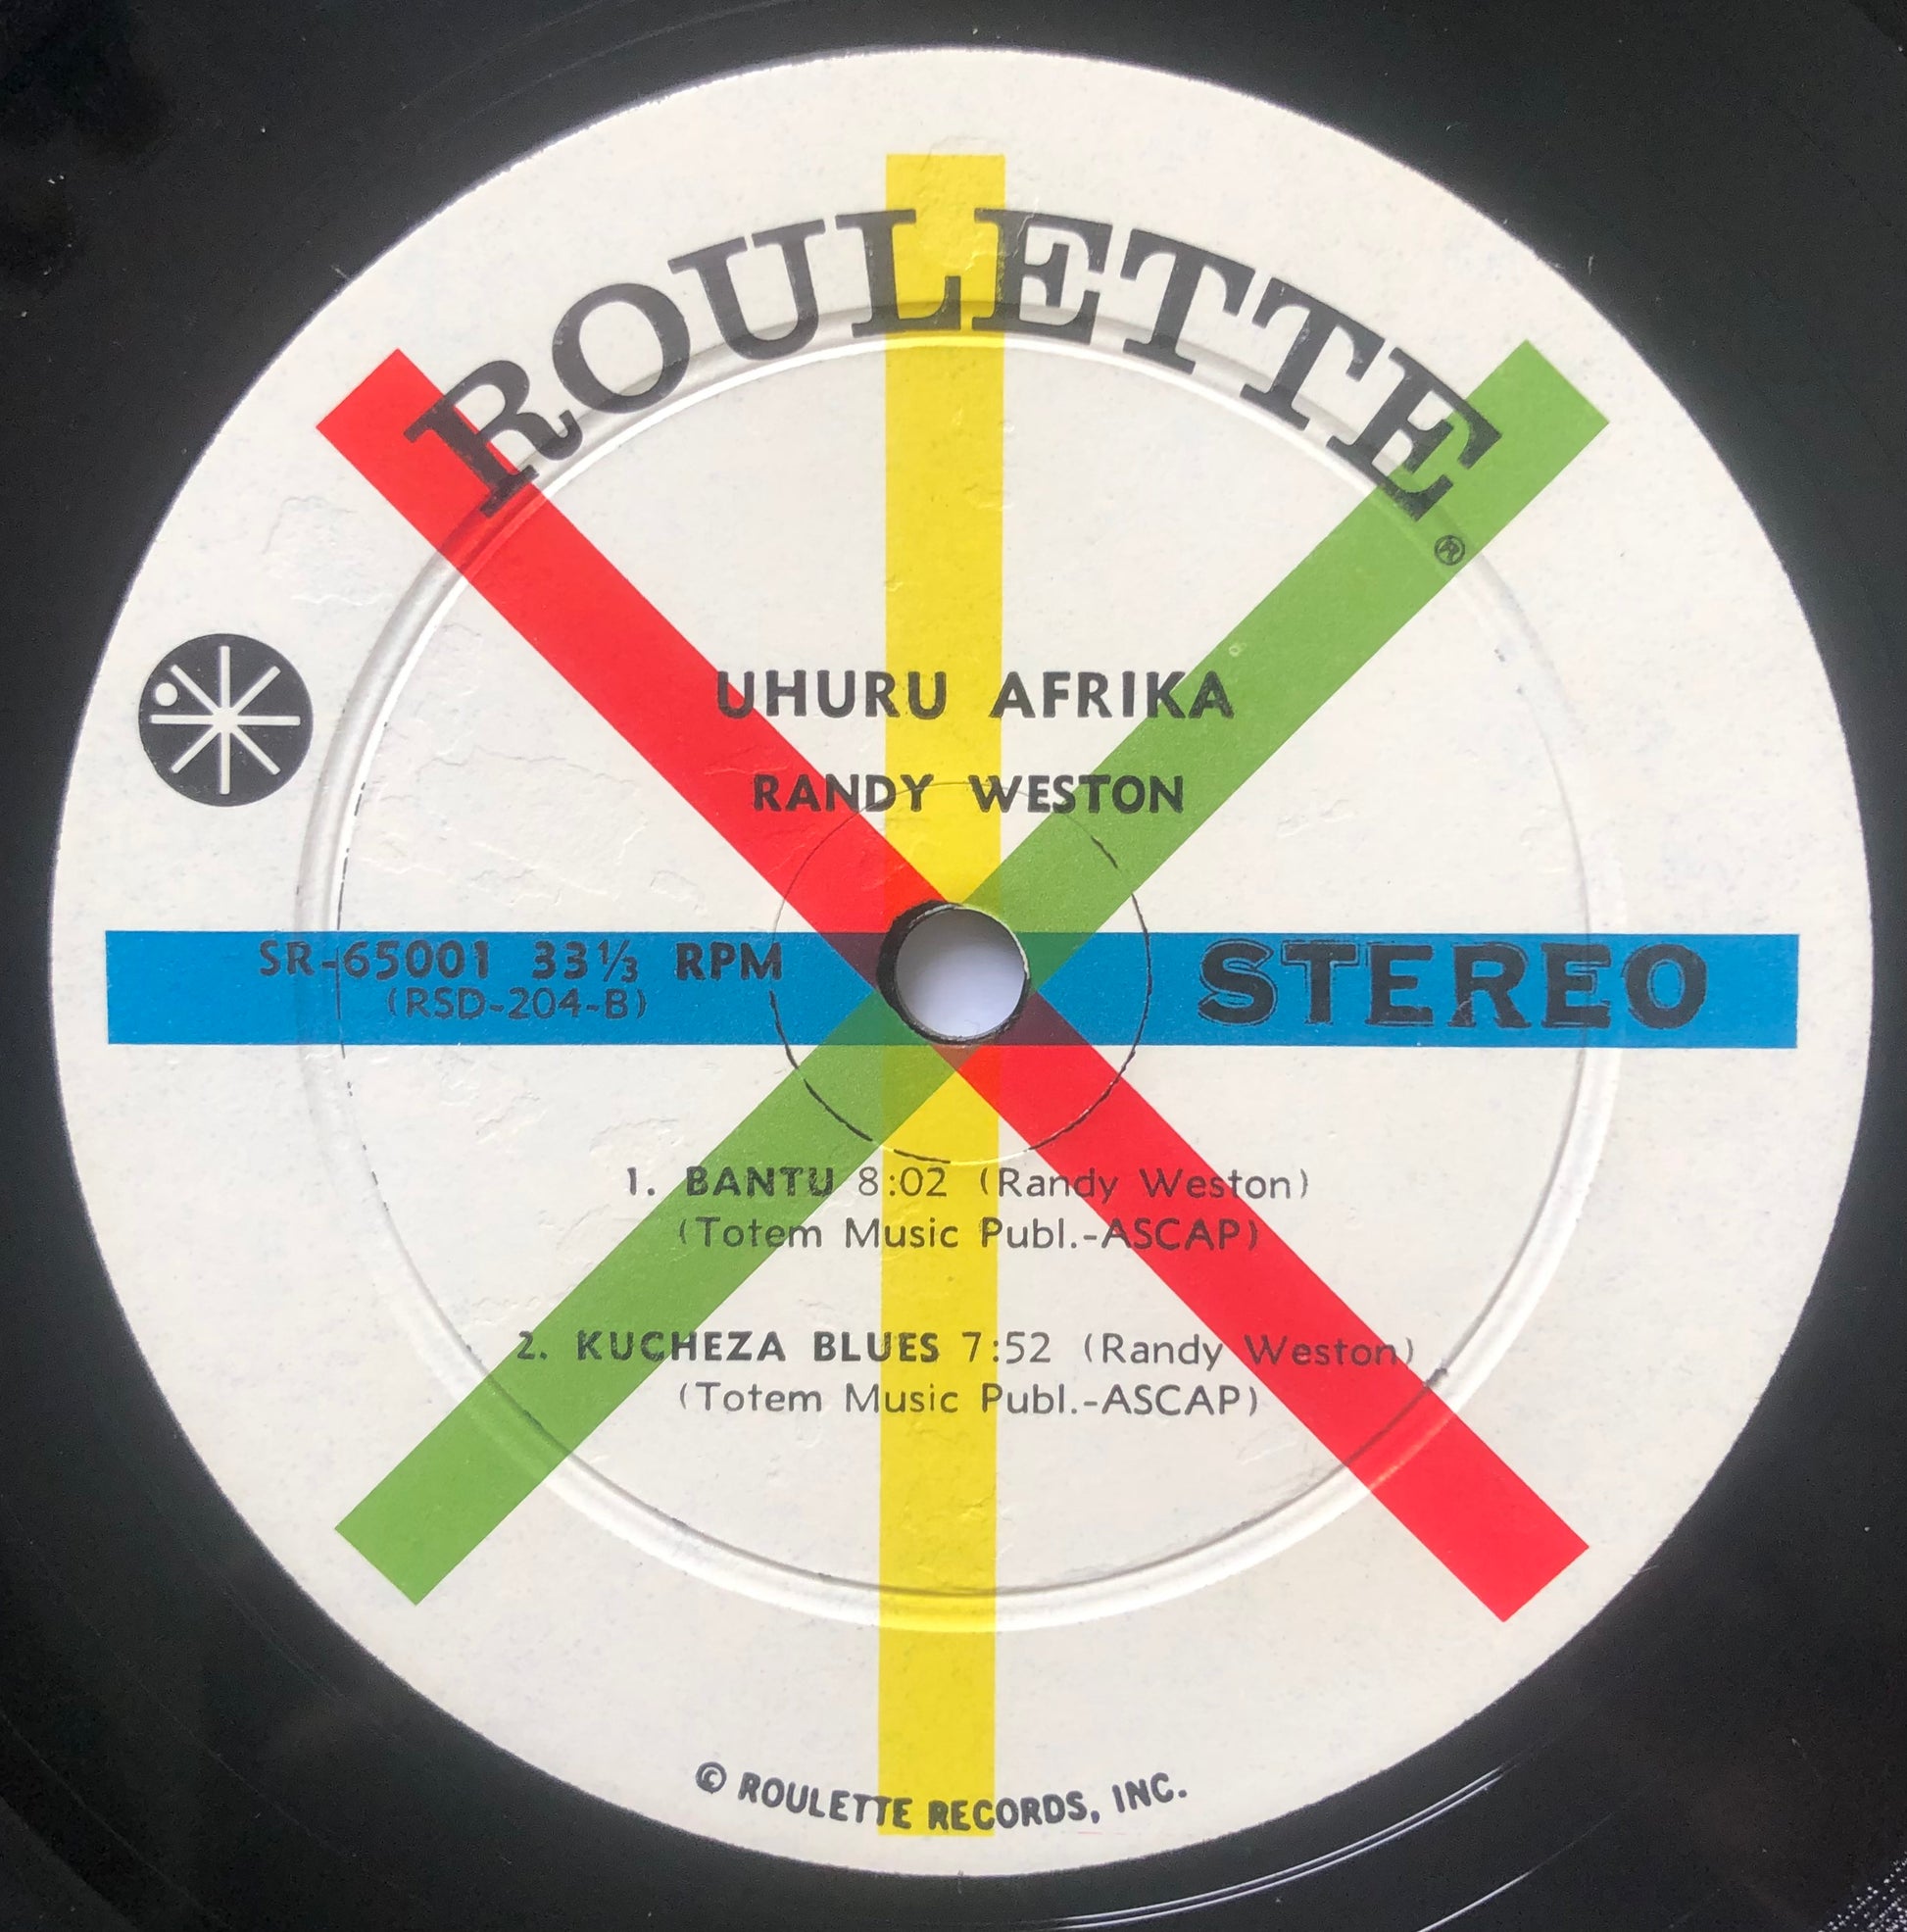 ROULETTE®
UHURU AFRIKA
RANDY WESTON
SR-65001 33⅓ RPM
(RSD-204-B)
STEREO
1. BANTU 8:02 (Randy Weston)
(Totem Music Publ.-ASCAP)
2. KUCHEZA BLUES 7:52 (Randy Weston)
(Totem Music Publ.-ASCAP)
© ROULETTE RECORDS, INC.